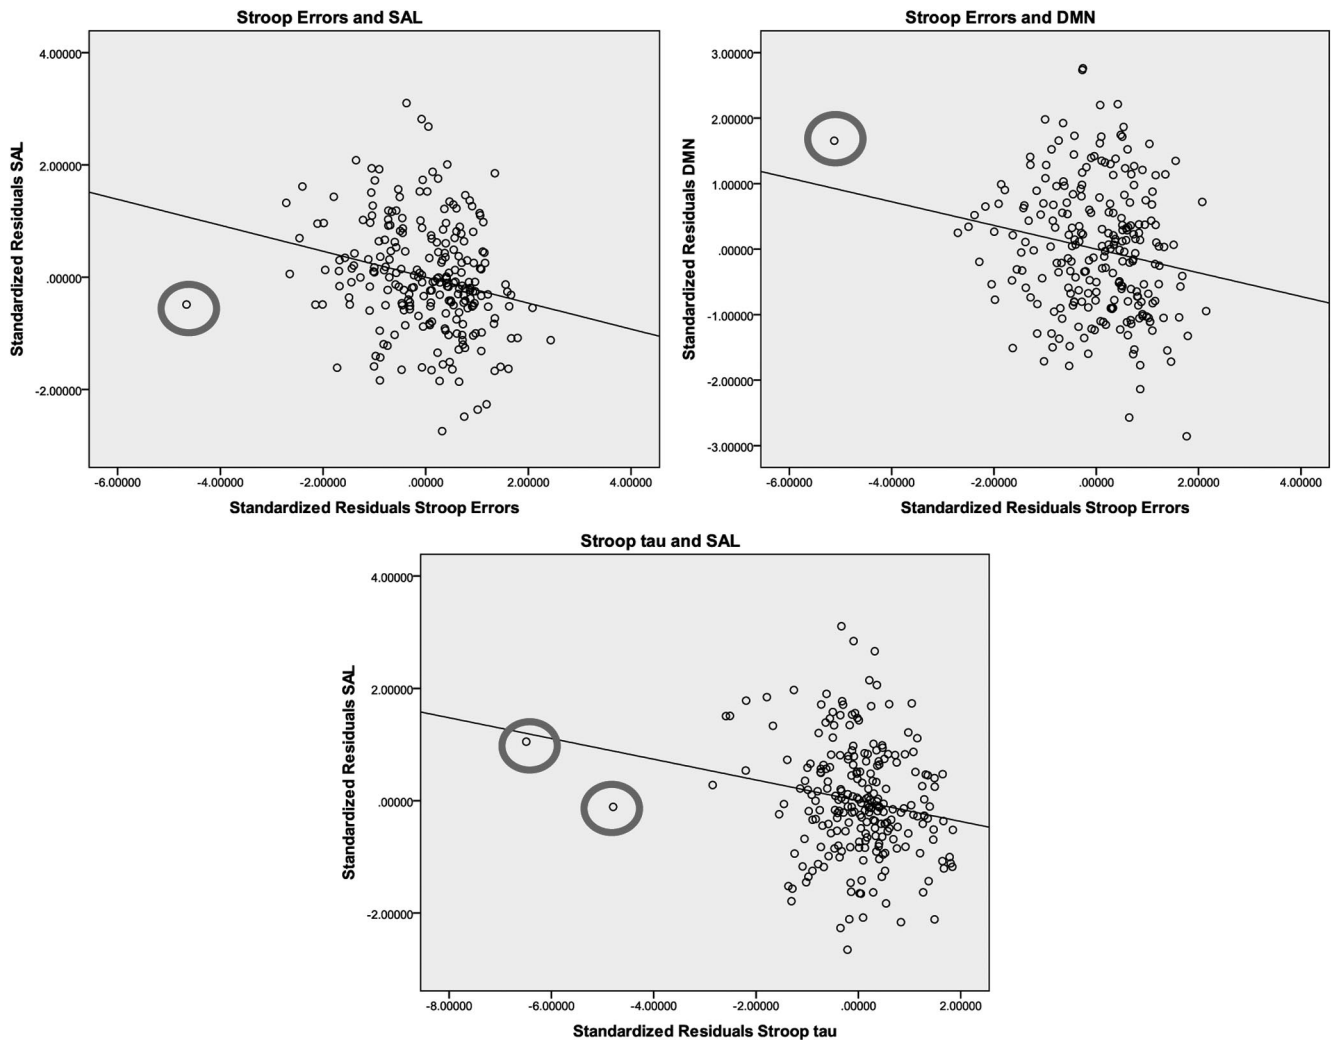 Stroop Errors and SAL
4.00000
2.00000
.00000
-2.00000
Standardized Residuals SAL
-6.00000 -4.00000 -2.00000 .00000 2.00000 4.00000
Standardized Residuals Stroop Errors
Stroop Errors and DMN
3.00000
2.00000
1.00000
.00000
-1.00000
-2.00000
-3.00000
Standardized Residuals DMN
-6.00000 -4.00000 -2.00000 .00000 2.00000 4.00000
Standardized Residuals Stroop Errors
Stroop tau and SAL
4.00000
2.00000
.00000
-2.00000
Standardized Residuals SAL
-8.00000 -6.00000 -4.00000 -2.00000 .00000 2.00000
Standardized Residuals Stroop tau